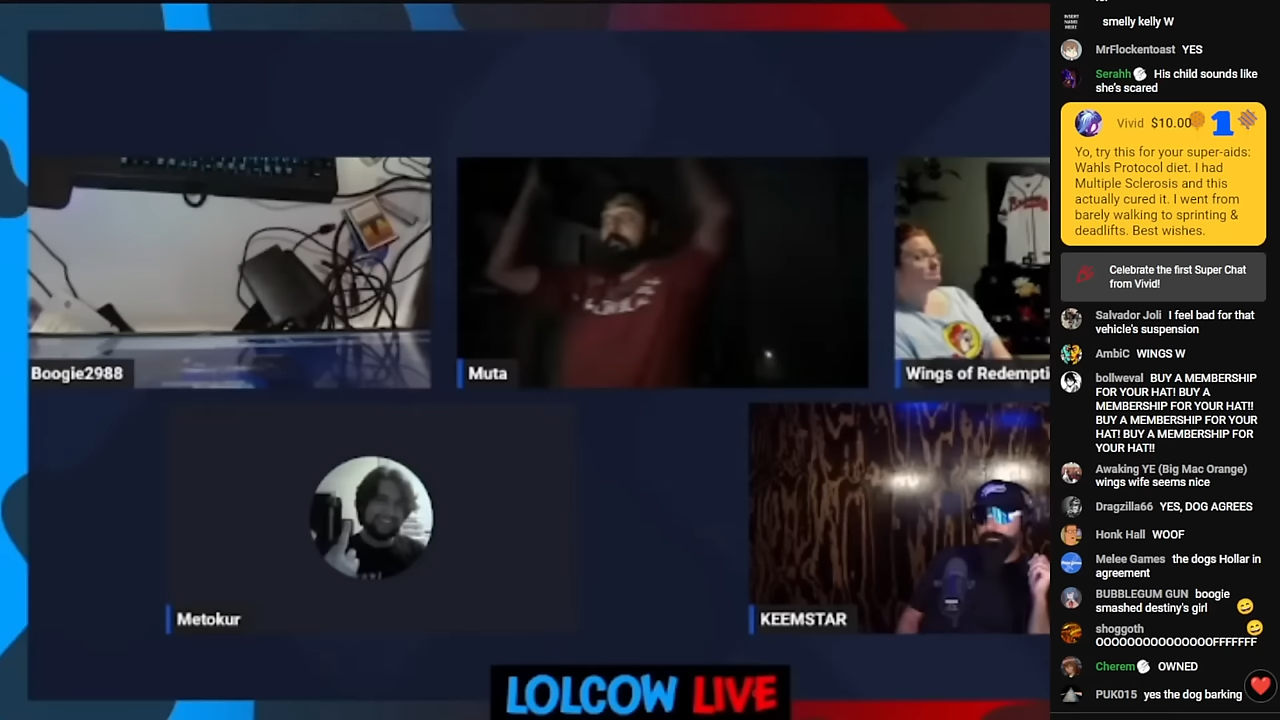 Boogie2988
Muta
Wings of Redempti
Metokur
KEEMSTAR
LOLCOW LIVE
smelly kelly W
MrFlockentoast YES
Serahh His child sounds like
she's scared
Vivid $10.00 1
Yo, try this for your super-aids:
Wahls Protocol diet. I had
Multiple Sclerosis and this
actually cured it. I went from
barely walking to sprinting &
deadlifts. Best wishes.
Celebrate the first Super Chat
from Vivid!
Salvador Joli I feel bad for that
vehicle's suspension
AmbiC WINGS W
bollweval BUY A MEMBERSHIP
FOR YOUR HAT! BUY A
MEMBERSHIP FOR YOUR HAT!!
BUY A MEMBERSHIP FOR YOUR
HAT! BUY A MEMBERSHIP FOR
YOUR HAT!!
Awaking YE (Big Mac Orange)
wings wife seems nice
Dragzilla66 YES, DOG AGREES
Honk Hall WOOF
Melee Games the dogs Hollar in
agreement
BUBBLEGUM GUN boogie
smashed destiny's girl
shoggoth
OOOOOOOOOOOOOOOFFFFFFF
Cherem OWNED
PUK015 yes the dog barking